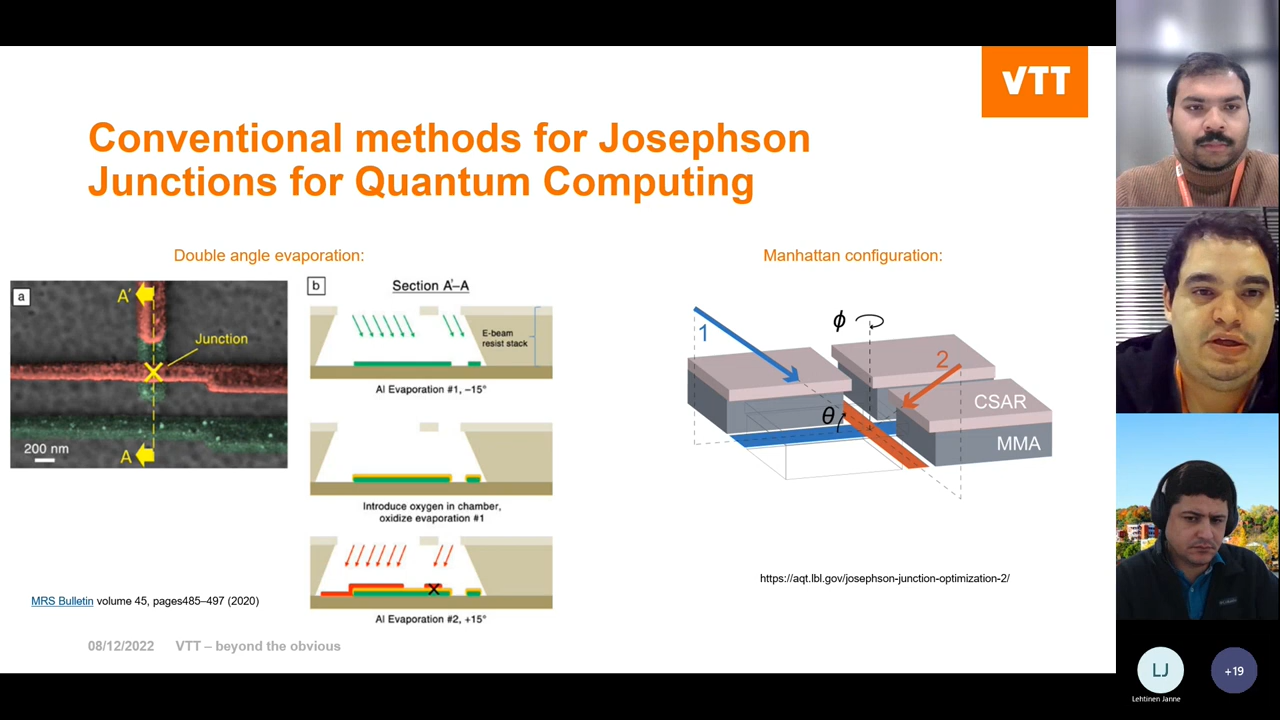 VTT
Conventional methods for Josephson
Junctions for Quantum Computing
Double angle evaporation:
a
A'
Junction
200 nm
A
b
Section A'–A
E-beam
resist stack
Al Evaporation #1, –15°
Introduce oxygen in chamber,
oxidize evaporation #1
X
Al Evaporation #2, +15°
MRS Bulletin volume 45, pages485–497 (2020)
Manhattan configuration:
1
ϕ
2
θ
CSAR
MMA
https://aqt.lbl.gov/josephson-junction-optimization-2/
08/12/2022 VTT – beyond the obvious
LJ
+19
Lehtinen Janne